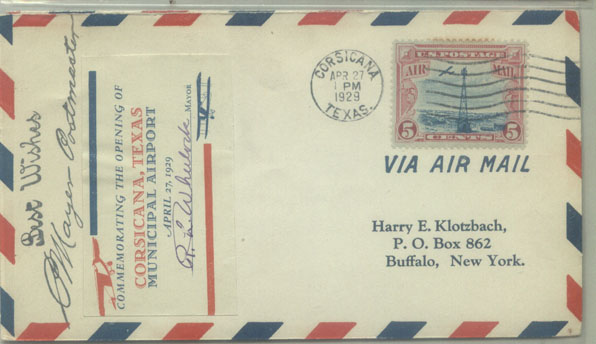 Best Wishes
Mayer Postmaster
COMMEMORATING THE OPENING OF
CORSICANA, TEXAS
MUNICIPAL AIRPORT
APRIL 27, 1929
R L Wheelock MAYOR
CORSICANA
APR 27
1 PM
1929
TEXAS.
U.S. POSTAGE
AIR MAIL
5 CENTS 5
VIA AIR MAIL
Harry E. Klotzbach,
P. O. Box 862
Buffalo, New York.